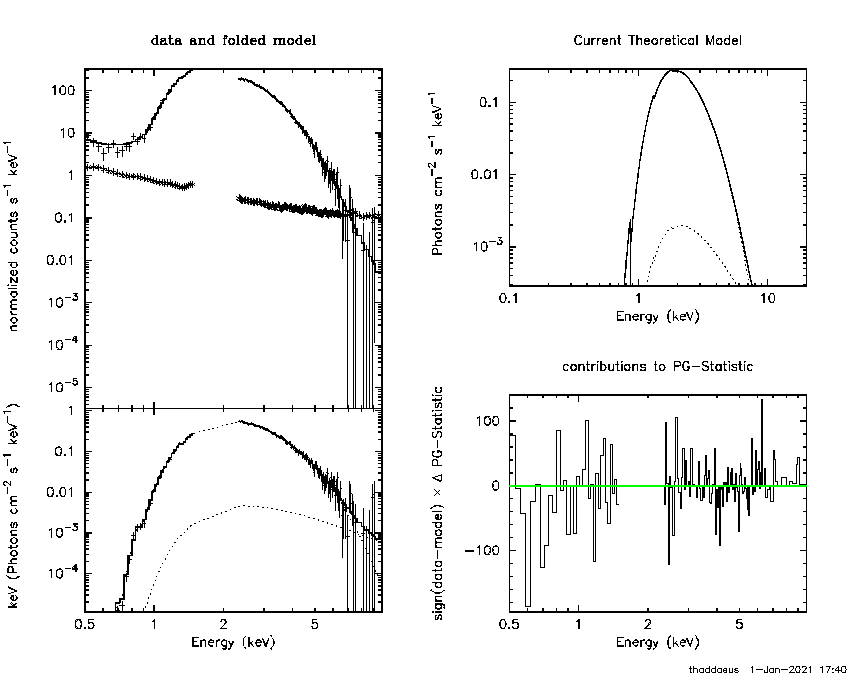 data and folded model
normalized counts s⁻¹ keV⁻¹
100
10
1
0.1
0.01
10⁻³
10⁻⁴
10⁻⁵
keV (Photons cm⁻² s⁻¹ keV⁻¹)
1
0.1
0.01
10⁻³
10⁻⁴
0.5 1 2 5
Energy (keV)
Current Theoretical Model
Photons cm⁻² s⁻¹ keV⁻¹
0.1
0.01
10⁻³
0.1 1 10
Energy (keV)
contributions to PG-Statistic
sign(data-model) × Δ PG-Statistic
100
0
-100
0.5 1 2 5
Energy (keV)
thaddaeus 1-Jan-2021 17:40